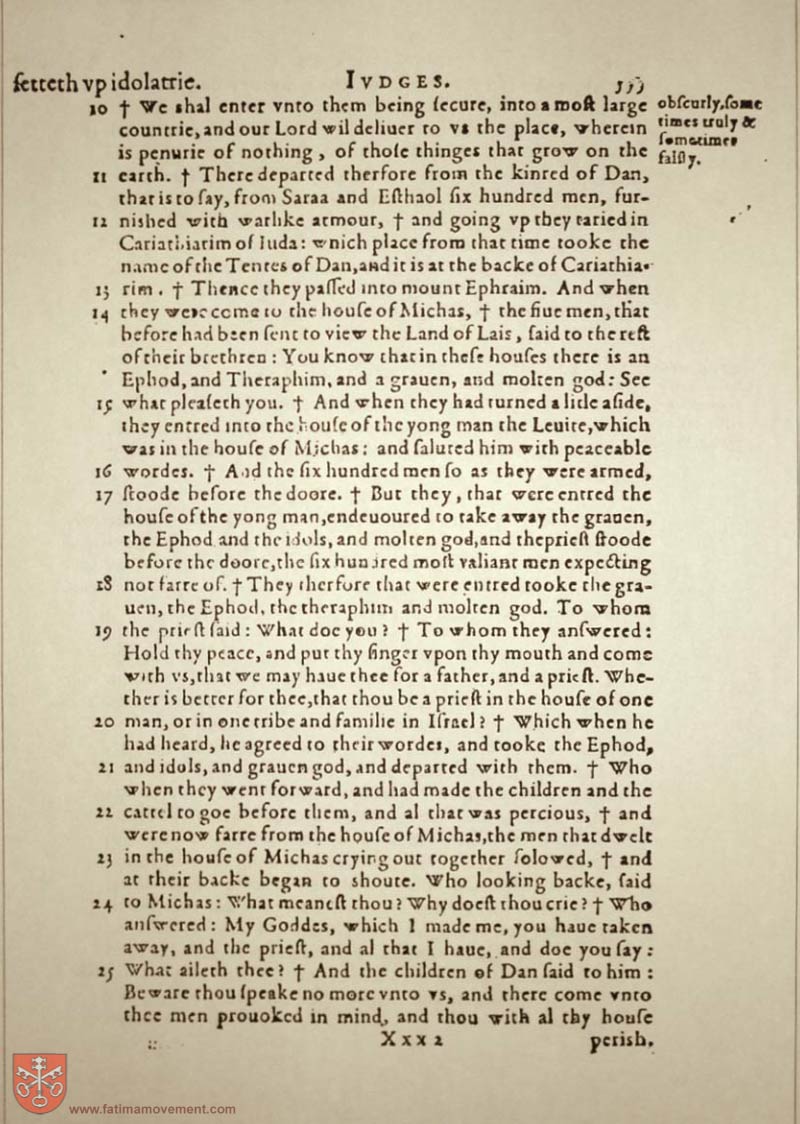 ſetteth vp idolatrie. IVDGES. 555
10 † We shal enter vnto them being ſecure, into a moſt large
countrie, and our Lord wil deliuer to vs the place, wherein
is penurie of nothing, of thoſe thinges that grow on the
11 earth. † There departed therfore from the kinred of Dan,
that is to ſay, from Saraa and Eſthaol ſix hundred men, fur-
12 nished with warlike armour, † and going vp they taried in
Cariathiarim of Iuda: which place from that time tooke the
name of the Tentes of Dan, and it is at the backe of Cariathia-
13 rim. † Thence they paſſed into mount Ephraim. And when
14 they were come to the houſe of Michas, † the fiue men, that
before had been ſent to view the Land of Lais, ſaid to the reſt
of their brethren: You know that in theſe houſes there is an
Ephod, and Theraphim, and a grauen, and molten god: See
15 what pleaſeth you. † And when they had turned a litle aſide,
they entred into the houſe of the yong man the Leuite, which
was in the houſe of Michas: and ſaluted him with peaceable
16 wordes. † And the ſix hundred men ſo as they were armed,
17 ſtoode before the doore. † But they, that were entred the
houſe of the yong man, endeuoured to take away the grauen,
the Ephod and the idols, and molten god, and the prieſt ſtoode
before the doore, the ſix hundred moſt valiant men expecting
18 not farre of. † They therfore that were entred tooke the gra-
uen, the Ephod, the theraphim and molten god. To whom
19 the prieſt ſaid: What doe you? † To whom they anſwered:
Hold thy peace, and put thy finger vpon thy mouth and come
with vs, that we may haue thee for a father, and a prieſt. Whe-
ther is better for thee, that thou be a prieſt in the houſe of one
20 man, or in one tribe and familie in Iſrael? † Which when he
had heard, he agreed to their wordes, and tooke the Ephod,
21 and idols, and grauen god, and departed with them. † Who
when they went forward, and had made the children and the
22 cattel to goe before them, and al that was percious, † and
were now farre from the houſe of Michas, the men that dwelt
23 in the houſe of Michas crying out together folowed, † and
at their backe began to shoute. Who looking backe, ſaid
24 to Michas: What meaneſt thou? Why doeſt thou crie? † Who
anſwered: My Goddes, which I made me, you haue taken
away, and the prieſt, and al that I haue, and doe you ſay:
25 What aileth thee? † And the children of Dan ſaid to him:
Beware thou ſpeake no more vnto vs, and there come vnto
thee men prouoked in mind, and thou with al thy houſe
Xxx2 perish.
obſcurly, ſome
times truly &
ſometimes
falſly.
www.fatimamovement.com